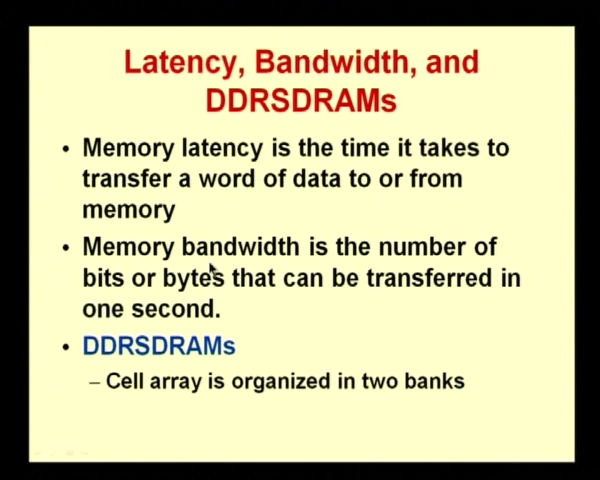 Latency, Bandwidth, and
DDRSDRAMs
• Memory latency is the time it takes to
transfer a word of data to or from
memory
• Memory bandwidth is the number of
bits or bytes that can be transferred in
one second.
• DDRSDRAMs
– Cell array is organized in two banks